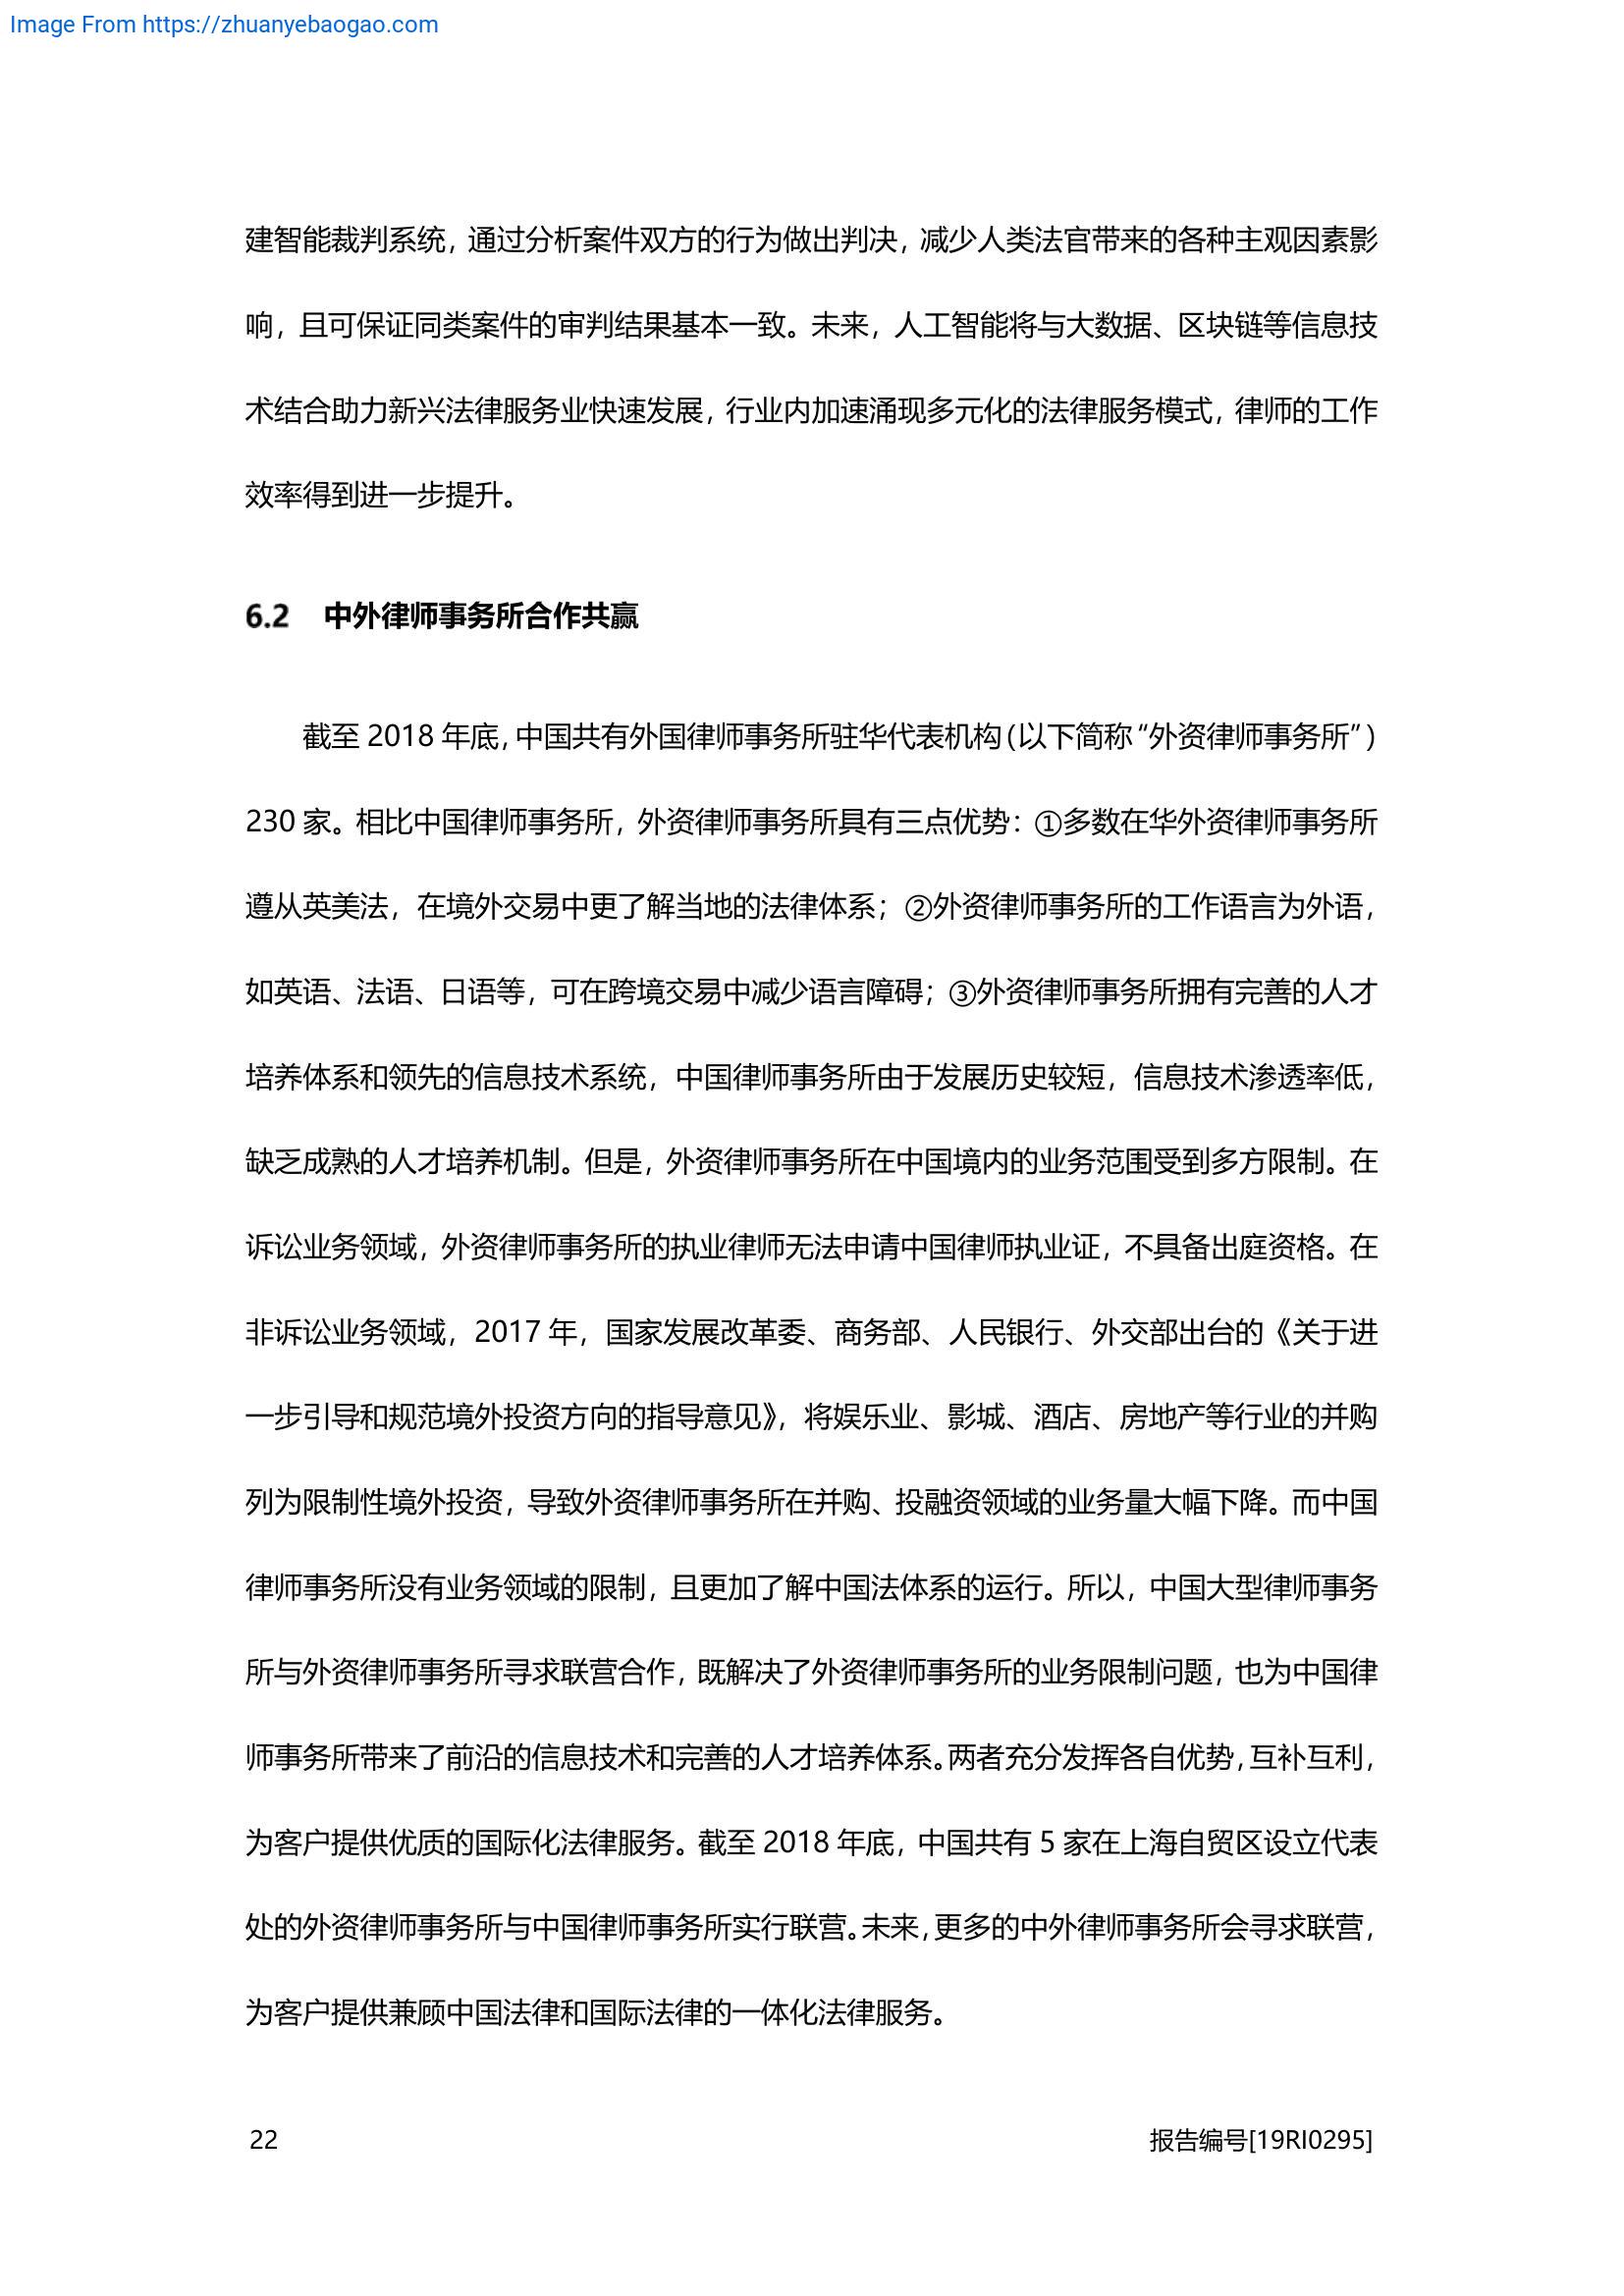 Image From https://zhuanyebaogao.com
建智能裁判系统，通过分析案件双方的行为做出判决，减少人类法官带来的各种主观因素影
响，且可保证同类案件的审判结果基本一致。未来，人工智能将与大数据、区块链等信息技
术结合助力新兴法律服务业快速发展，行业内加速涌现多元化的法律服务模式，律师的工作
效率得到进一步提升。
6.2 中外律师事务所合作共赢
截至 2018 年底，中国共有外国律师事务所驻华代表机构（以下简称“外资律师事务所”）
230 家。相比中国律师事务所，外资律师事务所具有三点优势：①多数在华外资律师事务所
遵从英美法，在境外交易中更了解当地的法律体系；②外资律师事务所的工作语言为外语，
如英语、法语、日语等，可在跨境交易中减少语言障碍；③外资律师事务所拥有完善的人才
培养体系和领先的信息技术系统，中国律师事务所由于发展历史较短，信息技术渗透率低，
缺乏成熟的人才培养机制。但是，外资律师事务所在中国境内的业务范围受到多方限制。在
诉讼业务领域，外资律师事务所的执业律师无法申请中国律师执业证，不具备出庭资格。在
非诉讼业务领域，2017 年，国家发展改革委、商务部、人民银行、外交部出台的《关于进
一步引导和规范境外投资方向的指导意见》，将娱乐业、影城、酒店、房地产等行业的并购
列为限制性境外投资，导致外资律师事务所在并购、投融资领域的业务量大幅下降。而中国
律师事务所没有业务领域的限制，且更加了解中国法体系的运行。所以，中国大型律师事务
所与外资律师事务所寻求联营合作，既解决了外资律师事务所的业务限制问题，也为中国律
师事务所带来了前沿的信息技术和完善的人才培养体系。两者充分发挥各自优势，互补互利，
为客户提供优质的国际化法律服务。截至 2018 年底，中国共有 5 家在上海自贸区设立代表
处的外资律师事务所与中国律师事务所实行联营。未来，更多的中外律师事务所会寻求联营，
为客户提供兼顾中国法律和国际法律的一体化法律服务。
22
报告编号[19RI0295]